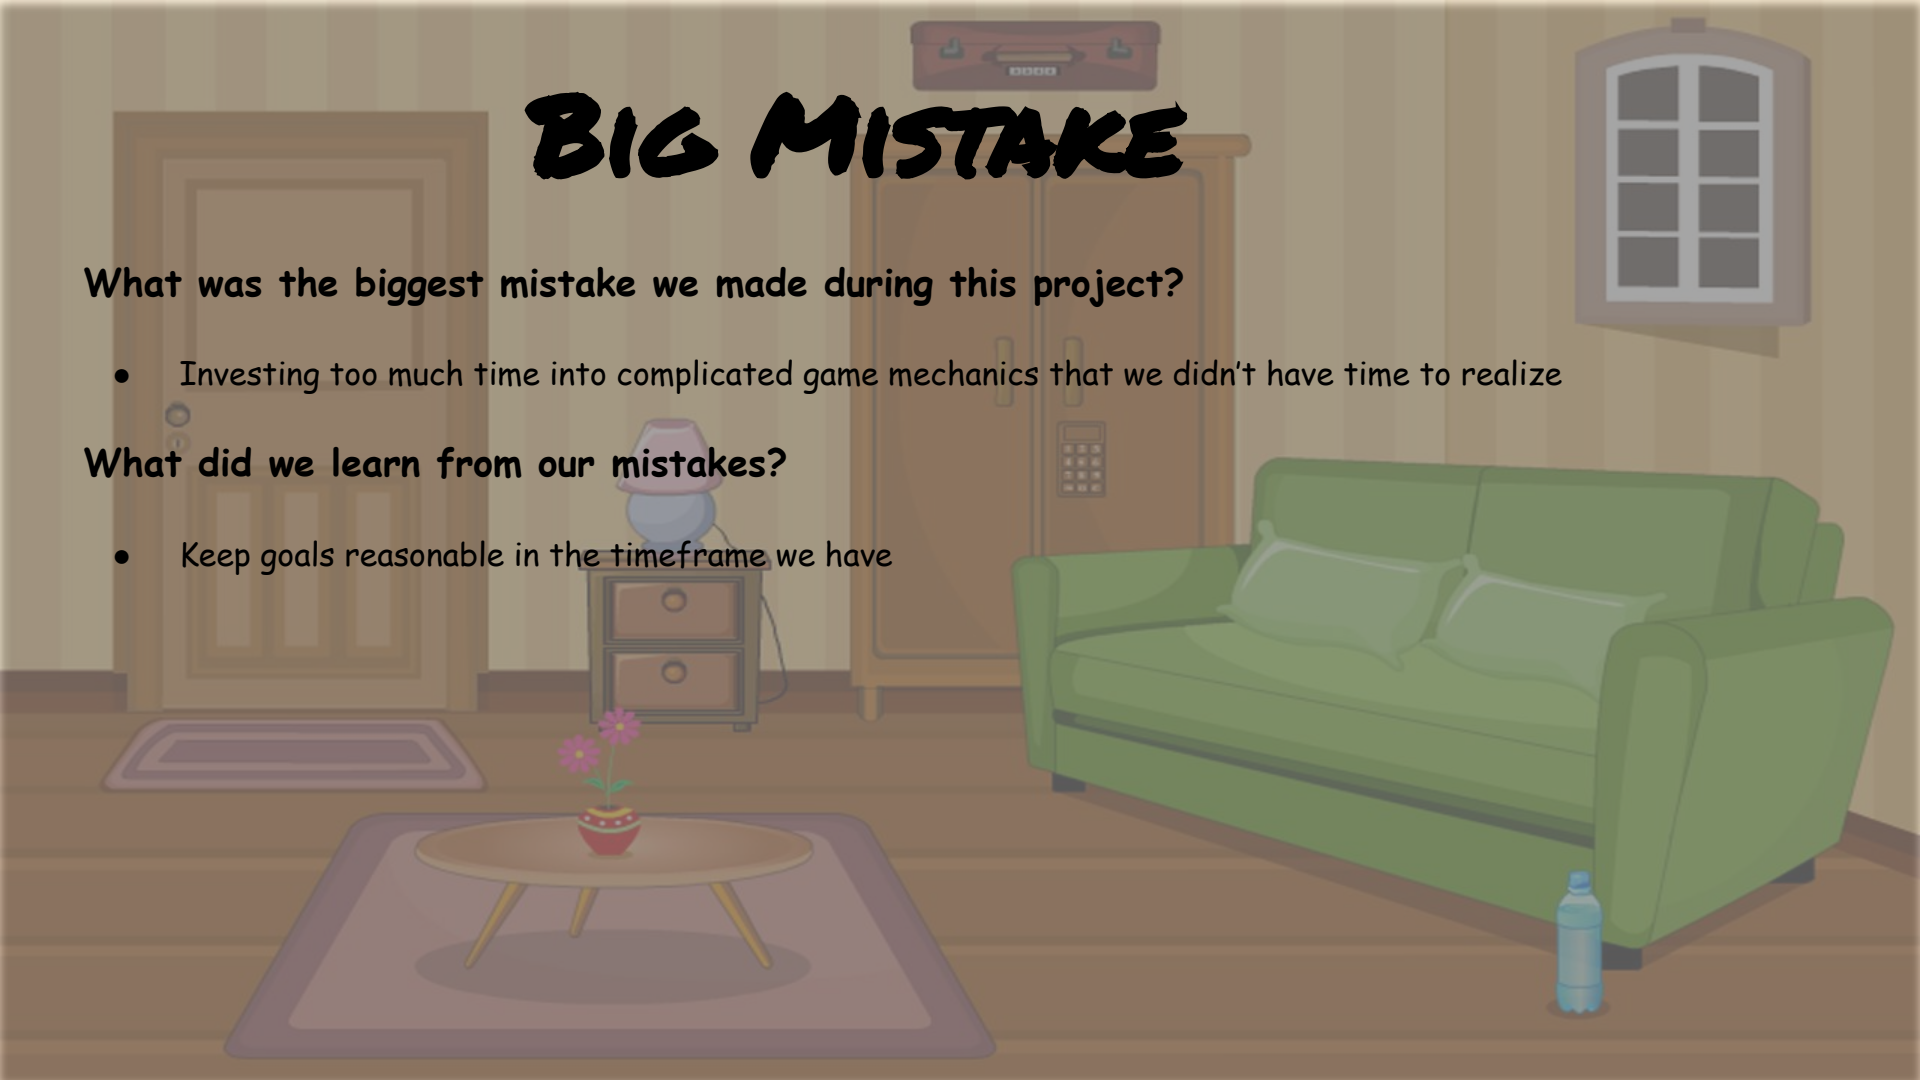 Big Mistake
What was the biggest mistake we made during this project?
● Investing too much time into complicated game mechanics that we didn’t have time to realize
What did we learn from our mistakes?
● Keep goals reasonable in the timeframe we have